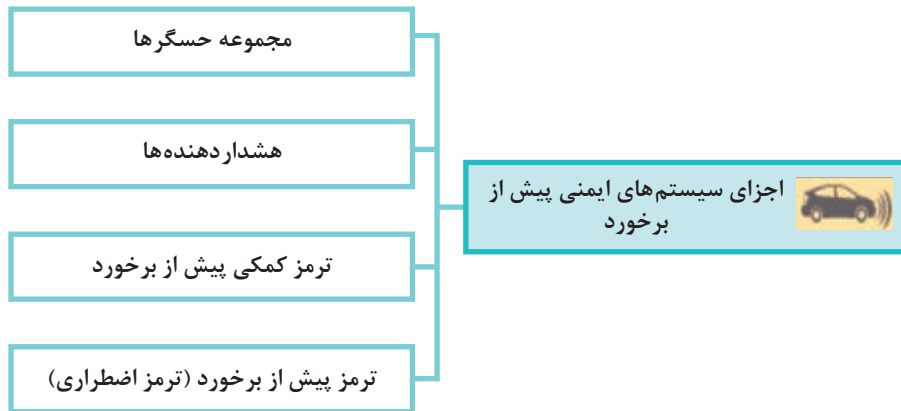 اجزای سیستم‌های ایمنی پیش از
برخورد
مجموعه حسگرها
هشداردهنده‌ها
ترمز کمکی پیش از برخورد
ترمز پیش از برخورد (ترمز اضطراری)